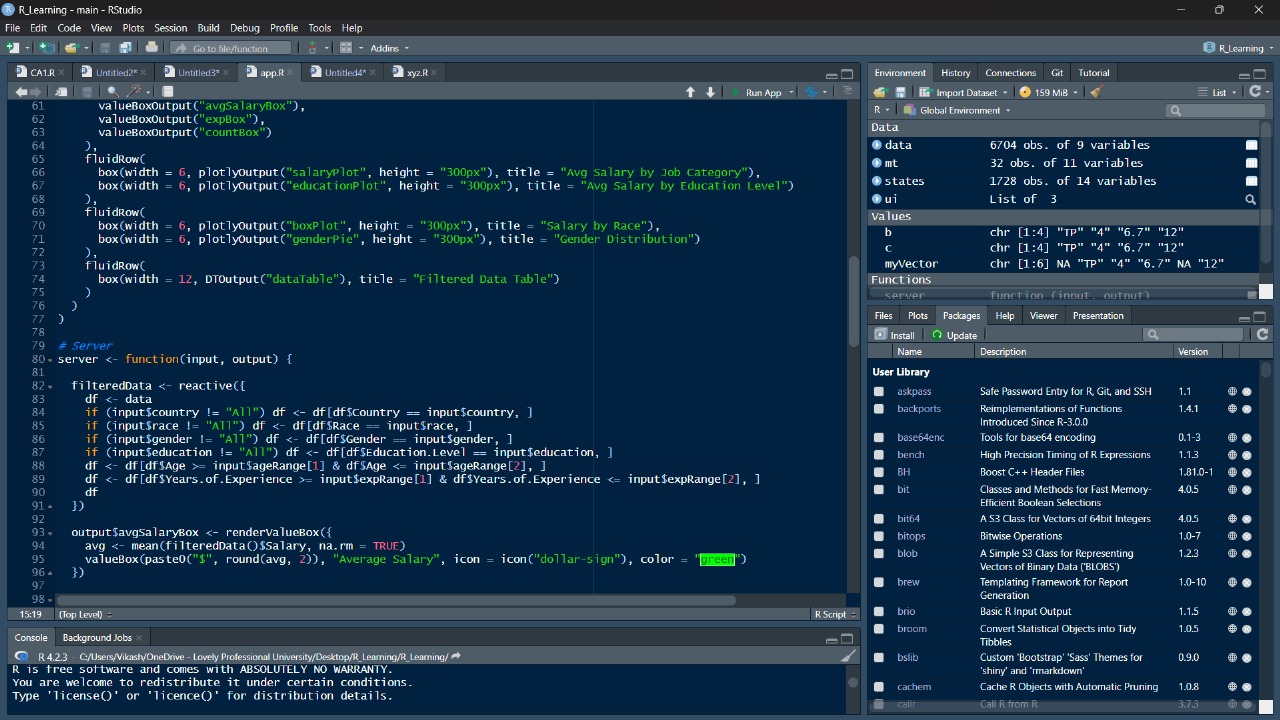 R_Learning - main - RStudio
File Edit Code View Plots Session Build Debug Profile Tools Help
Go to file/function Addins R_Learning
CA1.R Untitled2* Untitled3* app.R Untitled4* xyz.R
Run App
61 valueBoxOutput("avgSalaryBox"),
62 valueBoxOutput("expBox"),
63 valueBoxOutput("countBox")
64 ),
65 fluidRow(
66 box(width = 6, plotlyOutput("salaryPlot", height = "300px"), title = "Avg Salary by Job Category"),
67 box(width = 6, plotlyOutput("educationPlot", height = "300px"), title = "Avg Salary by Education Level")
68 ),
69 fluidRow(
70 box(width = 6, plotlyOutput("boxPlot", height = "300px"), title = "Salary by Race"),
71 box(width = 6, plotlyOutput("genderPie", height = "300px"), title = "Gender Distribution")
72 ),
73 fluidRow(
74 box(width = 12, DTOutput("dataTable"), title = "Filtered Data Table")
75 )
76 )
77 )
78
79 # Server
80 server <- function(input, output) {
81
82 filteredData <- reactive({
83 df <- data
84 if (input$country != "All") df <- df[df$Country == input$country, ]
85 if (input$race != "All") df <- df[df$Race == input$race, ]
86 if (input$gender != "All") df <- df[df$Gender == input$gender, ]
87 if (input$education != "All") df <- df[df$Education.Level == input$education, ]
88 df <- df[df$Age >= input$ageRange[1] & df$Age <= input$ageRange[2], ]
89 df <- df[df$Years.of.Experience >= input$expRange[1] & df$Years.of.Experience <= input$expRange[2], ]
90 df
91 })
92
93 output$avgSalaryBox <- renderValueBox({
94 avg <- mean(filteredData()$Salary, na.rm = TRUE)
95 valueBox(paste0("$", round(avg, 2)), "Average Salary", icon = icon("dollar-sign"), color = "green")
96 })
97
98
15:19 (Top Level) R Script
Console Background Jobs
R 4.2.3 · C:/Users/Vikash/OneDrive - Lovely Professional University/Desktop/R_Learning/R_Learning/
R is free software and comes with ABSOLUTELY NO WARRANTY.
You are welcome to redistribute it under certain conditions.
Type 'license()' or 'licence()' for distribution details.
Environment History Connections Git Tutorial
Import Dataset 159 MiB List
R Global Environment
Data
data 6704 obs. of 9 variables
mt 32 obs. of 11 variables
states 1728 obs. of 14 variables
ui List of 3
Values
b chr [1:4] "TP" "4" "6.7" "12"
c chr [1:4] "TP" "4" "6.7" "12"
myVector chr [1:6] NA "TP" "4" "6.7" NA "12"
Functions
server function (input, output)
Files Plots Packages Help Viewer Presentation
Install Update
Name Description Version
User Library
askpass Safe Password Entry for R, Git, and SSH 1.1
backports Reimplementations of Functions 1.4.1
Introduced Since R-3.0.0
base64enc Tools for base64 encoding 0.1-3
bench High Precision Timing of R Expressions 1.1.3
BH Boost C++ Header Files 1.81.0-1
bit Classes and Methods for Fast Memory- 4.0.5
Efficient Boolean Selections
bit64 A S3 Class for Vectors of 64bit Integers 4.0.5
bitops Bitwise Operations 1.0-7
blob A Simple S3 Class for Representing 1.2.3
Vectors of Binary Data ('BLOBS')
brew Templating Framework for Report 1.0-10
Generation
brio Basic R Input Output 1.1.5
broom Convert Statistical Objects into Tidy 1.0.5
Tibbles
bslib Custom 'Bootstrap' 'Sass' Themes for 0.9.0
'shiny' and 'rmarkdown'
cachem Cache R Objects with Automatic Pruning 1.0.8
callr Call R from R 3.7.3